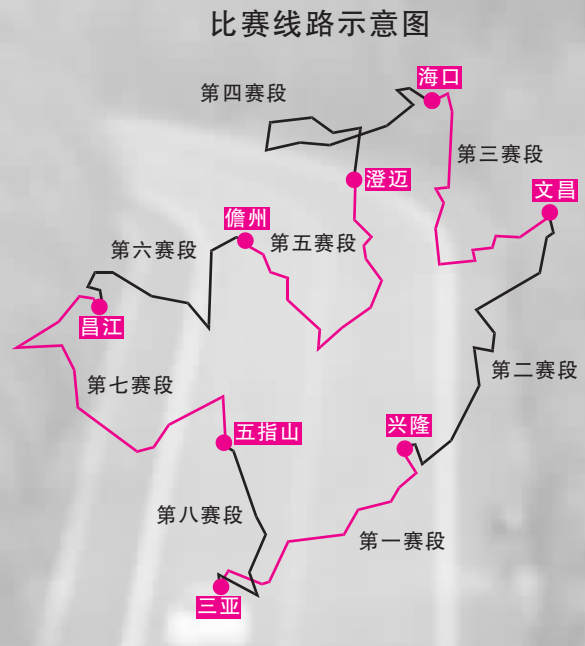 比赛线路示意图
海口
第四赛段
第三赛段
澄迈
文昌
儋州
第五赛段
第六赛段
昌江
第二赛段
第七赛段
兴隆
五指山
第八赛段
第一赛段
三亚